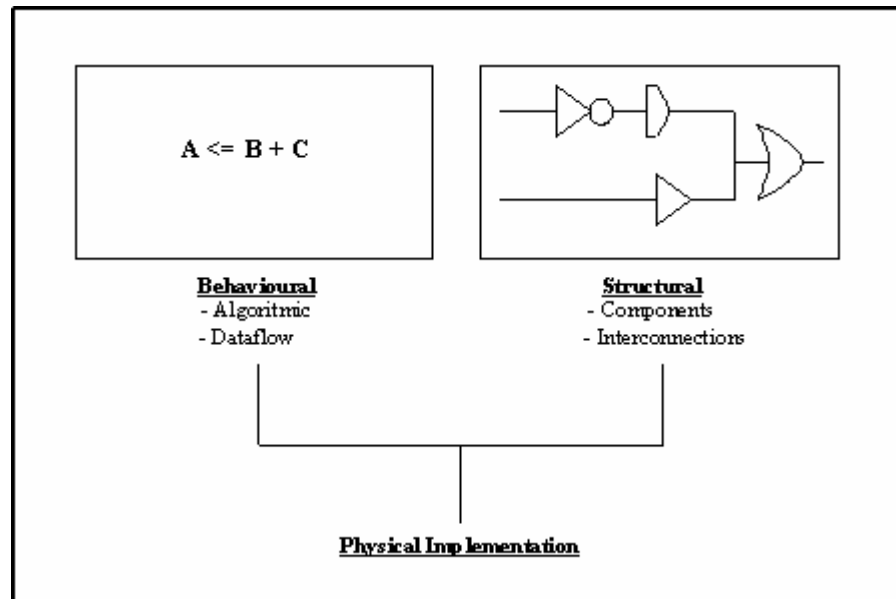 A <= B + C
Behavioural
- Algoritmic
- Dataflow
Structural
- Components
- Interconnections
Physical Implementation